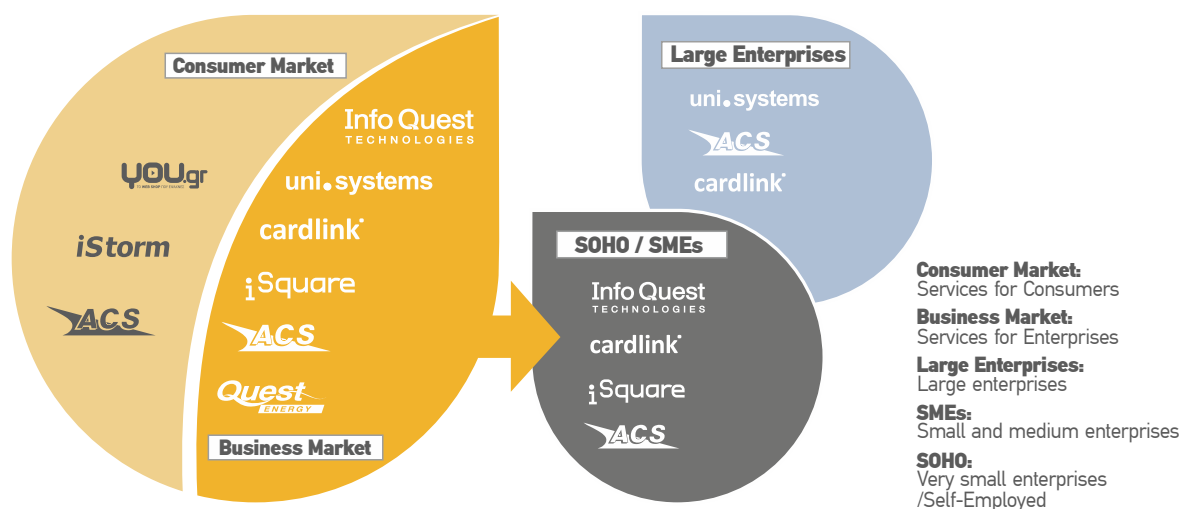 Consumer Market
YOU.gr
iStorm
ACS
Info Quest
TECHNOLOGIES
uni.systems
cardlink
iSquare
ACS
Quest
ENERGY
Business Market
Large Enterprises
uni.systems
ACS
cardlink
SOHO / SMEs
Info Quest
TECHNOLOGIES
cardlink
iSquare
ACS
Consumer Market:
Services for Consumers
Business Market:
Services for Enterprises
Large Enterprises:
Large enterprises
SMEs:
Small and medium enterprises
SOHO:
Very small enterprises
/Self-Employed